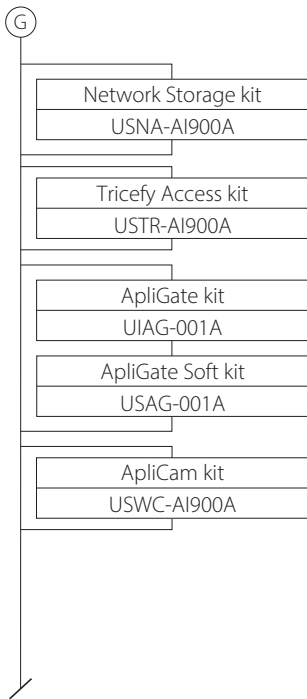 G
Network Storage kit
USNA-AI900A
Tricefy Access kit
USTR-AI900A
ApliGate kit
UIAG-001A
ApliGate Soft kit
USAG-001A
ApliCam kit
USWC-AI900A